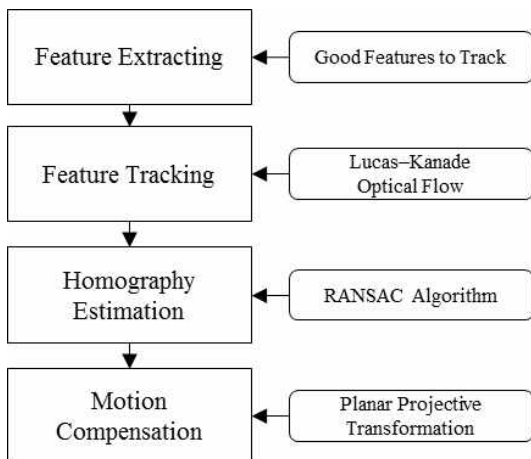 Feature Extracting
Good Features to Track
Feature Tracking
Lucas–Kanade
Optical Flow
Homography
Estimation
RANSAC Algorithm
Motion
Compensation
Planar Projective
Transformation